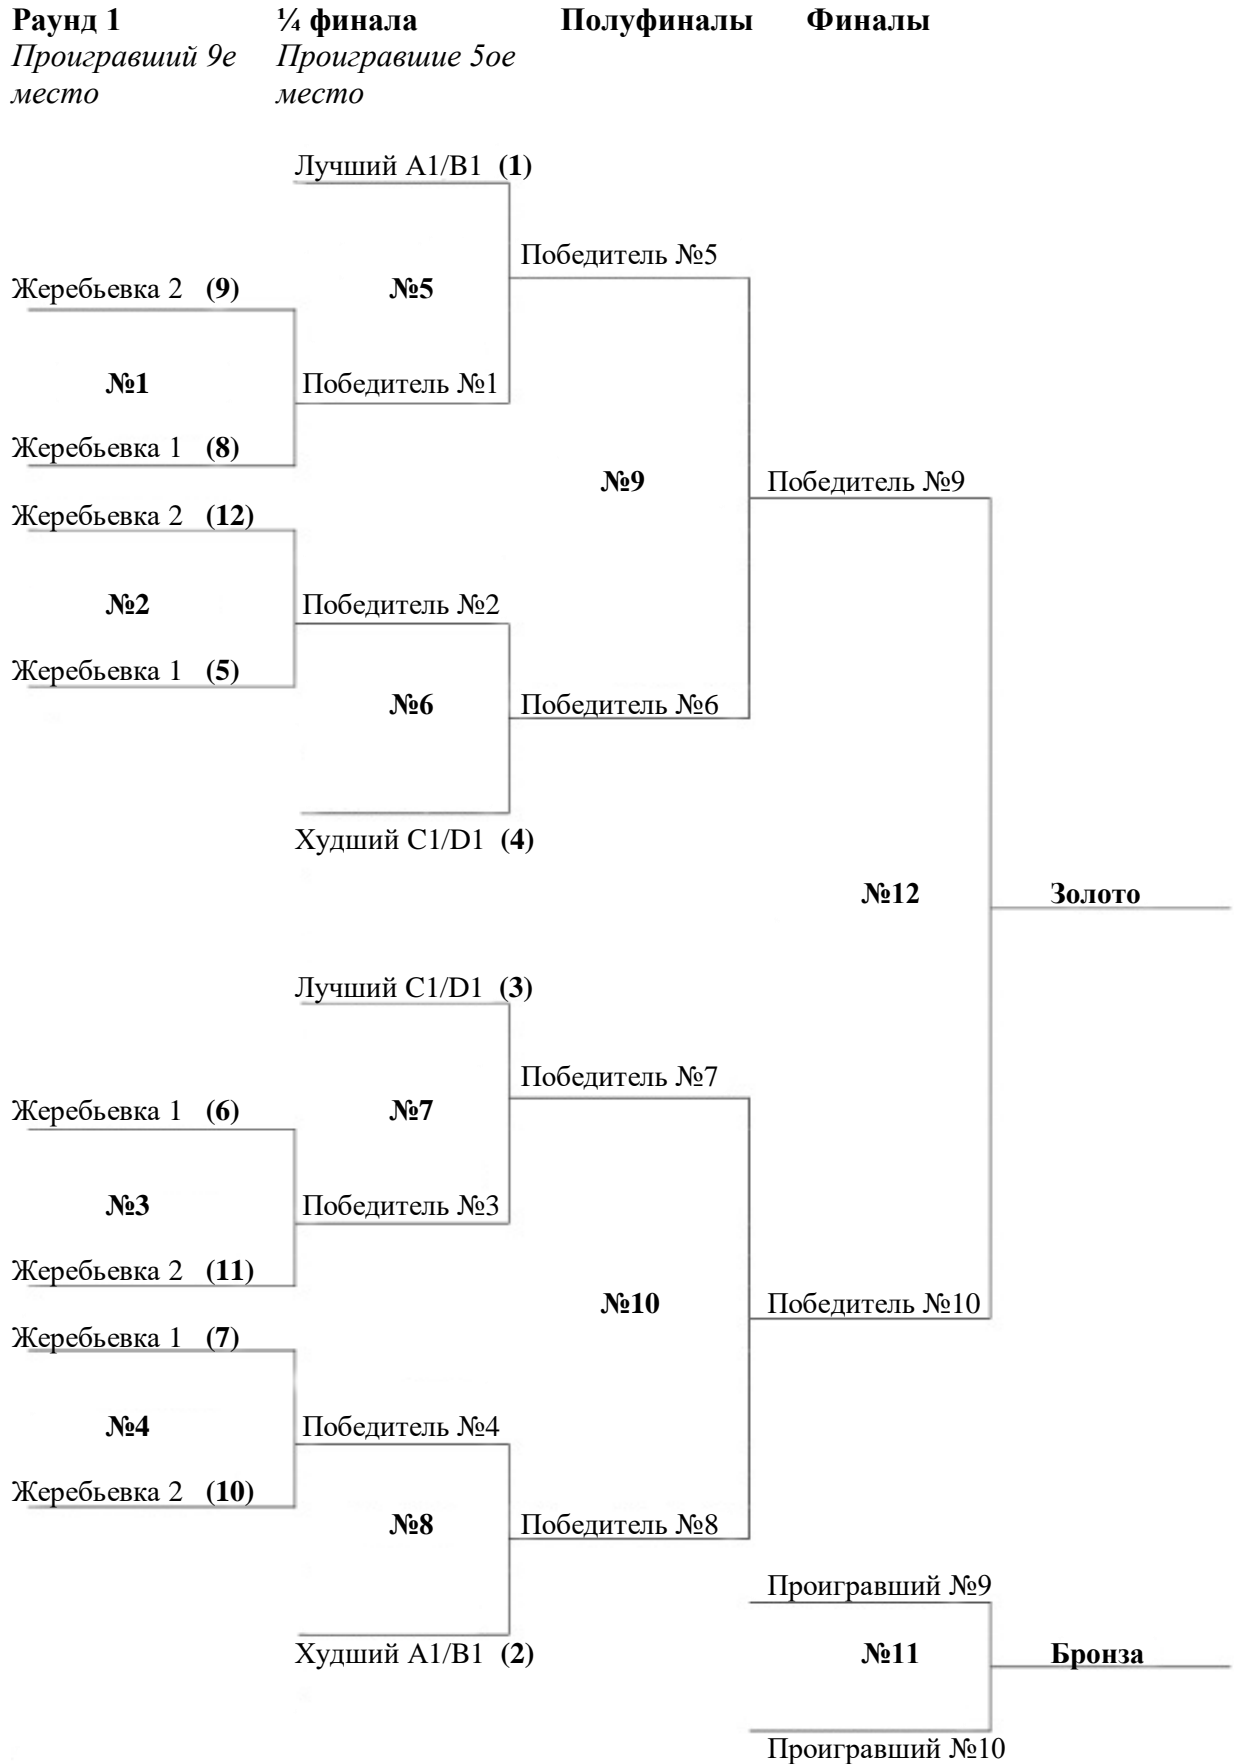 Раунд 1 ¼ финала Полуфиналы Финалы
Проигравший 9е Проигравшие 5ое
место место
Лучший A1/B1 (1)
Победитель №5
Жеребьевка 2 (9) №5
№1 Победитель №1
Жеребьевка 1 (8)
№9 Победитель №9
Жеребьевка 2 (12)
№2 Победитель №2
Жеребьевка 1 (5)
№6 Победитель №6
Худший C1/D1 (4)
№12 Золото
Лучший C1/D1 (3)
Победитель №7
Жеребьевка 1 (6) №7
№3 Победитель №3
Жеребьевка 2 (11)
№10 Победитель №10
Жеребьевка 1 (7)
№4 Победитель №4
Жеребьевка 2 (10)
№8 Победитель №8
Проигравший №9
Худший A1/B1 (2) №11 Бронза
Проигравший №10